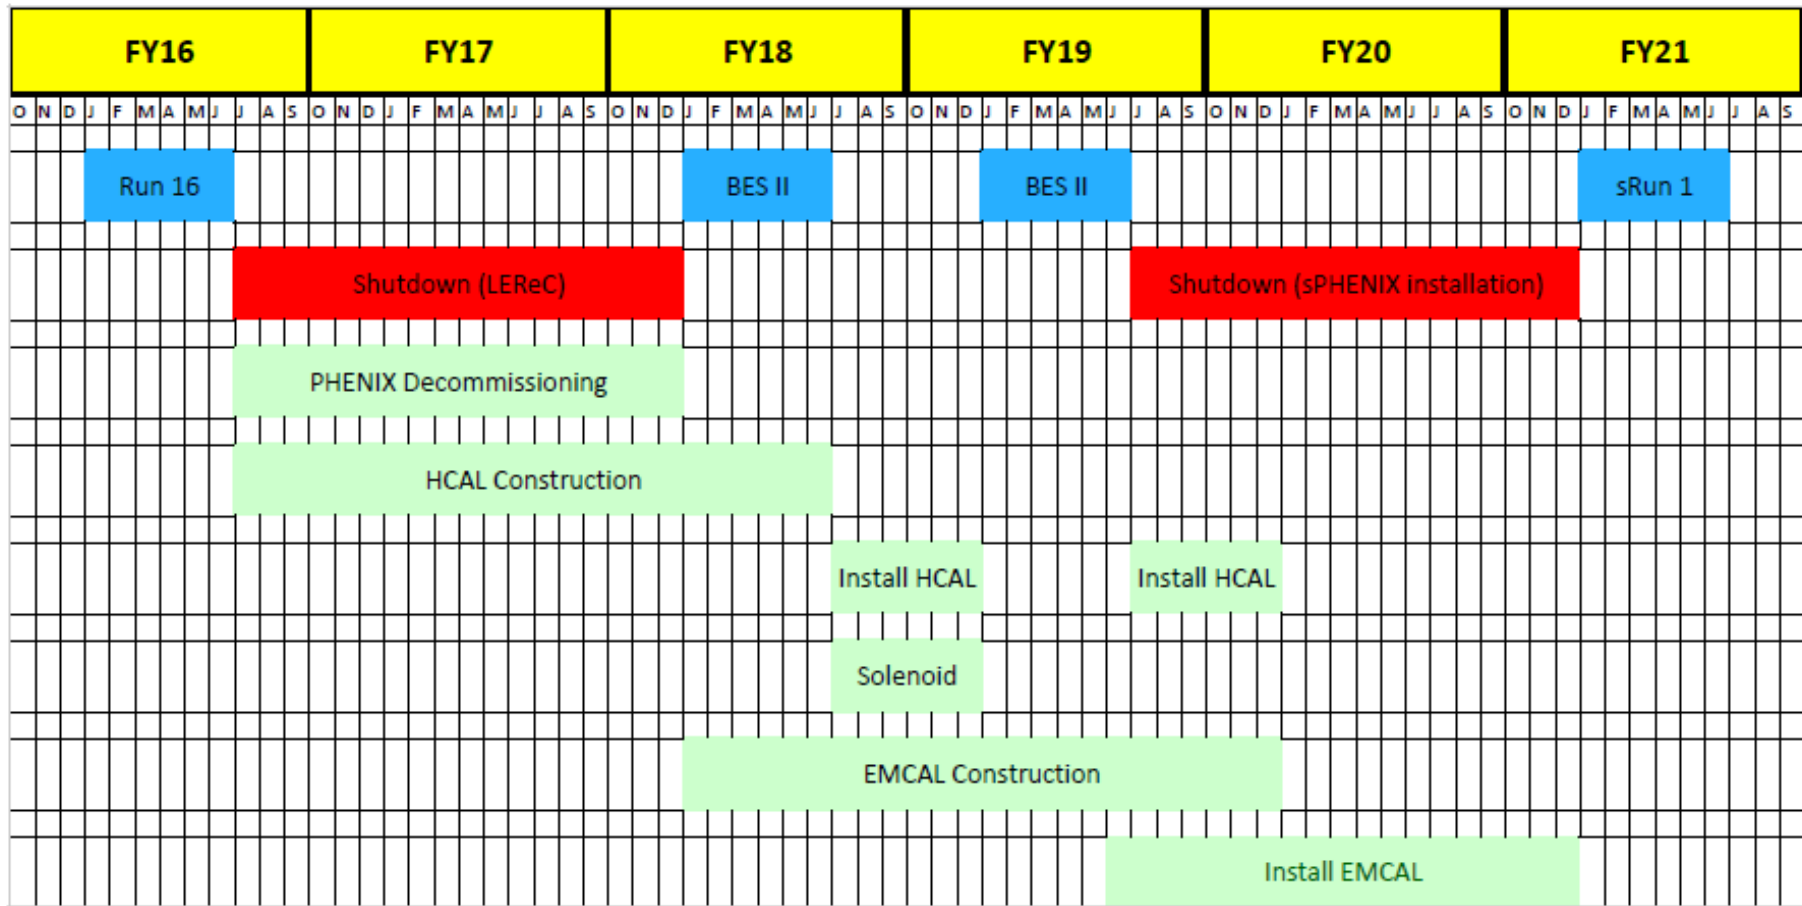 FY16 FY17 FY18 FY19 FY20 FY21
O N D J F M A M J J A S O N D J F M A M J J A S O N D J F M A M J J A S O N D J F M A M J J A S O N D J F M A M J J A S O N D J F M A M J J A S
Run 16 BES II BES II sRun 1
Shutdown (LEReC) Shutdown (sPHENIX installation)
PHENIX Decommissioning
HCAL Construction
Install HCAL Install HCAL
Solenoid
EMCAL Construction
Install EMCAL